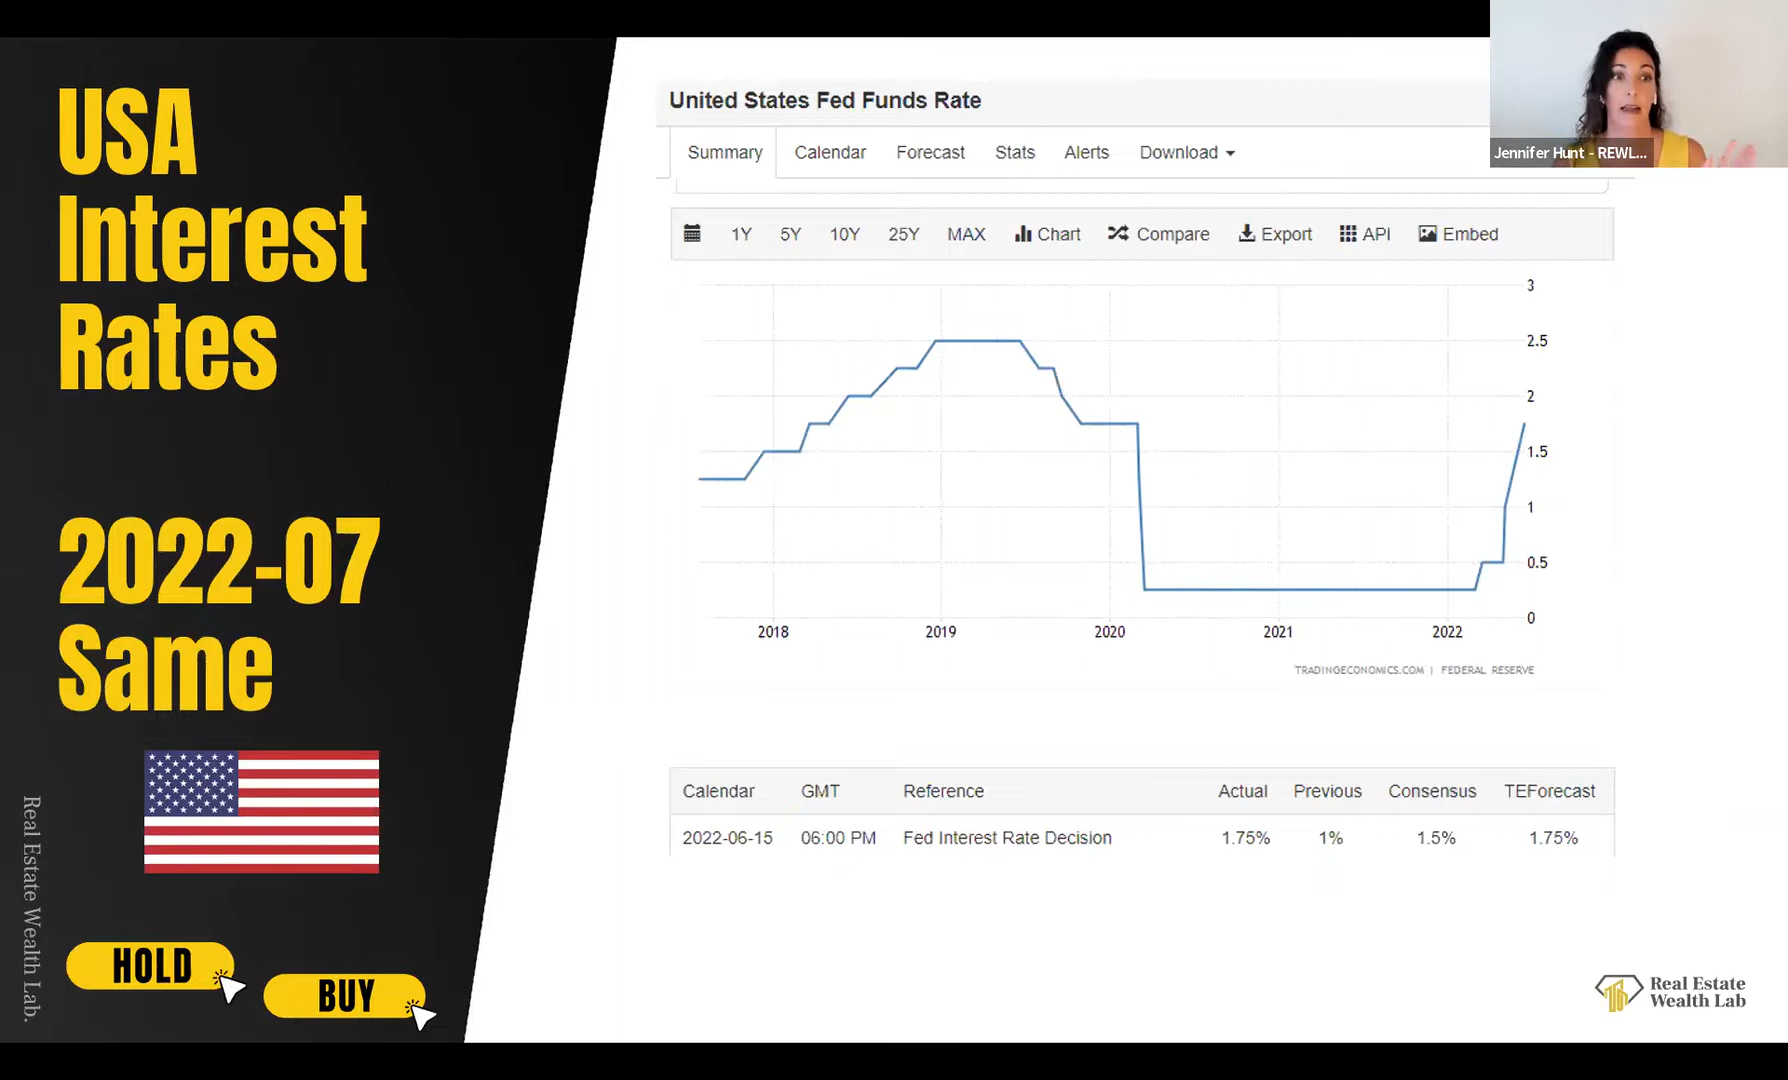 USA
Interest
Rates
2022-07
Same
Real Estate Wealth Lab.
HOLD
BUY
United States Fed Funds Rate
Summary Calendar Forecast Stats Alerts Download
1Y 5Y 10Y 25Y MAX Chart Compare Export API Embed
3
2.5
2
1.5
1
0.5
0
2018 2019 2020 2021 2022
TRADINGECONOMICS.COM | FEDERAL RESERVE
Calendar GMT Reference Actual Previous Consensus TEForecast
2022-06-15 06:00 PM Fed Interest Rate Decision 1.75% 1% 1.5% 1.75%
Jennifer Hunt - REWL...
Real Estate
Wealth Lab